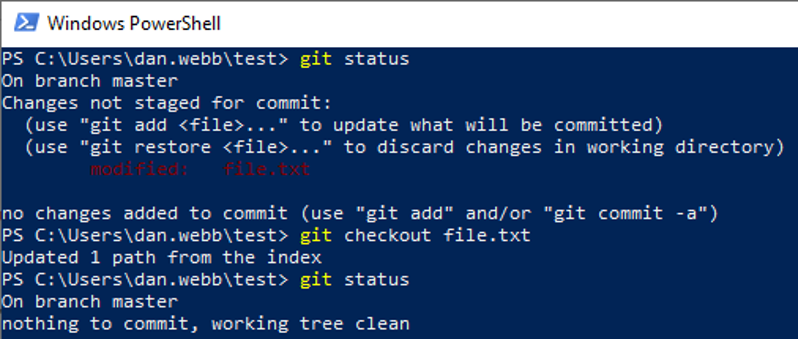 Windows PowerShell
PS C:\Users\dan.webb\test> git status
On branch master
Changes not staged for commit:
  (use "git add <file>..." to update what will be committed)
  (use "git restore <file>..." to discard changes in working directory)
        modified:   file.txt

no changes added to commit (use "git add" and/or "git commit -a")
PS C:\Users\dan.webb\test> git checkout file.txt
Updated 1 path from the index
PS C:\Users\dan.webb\test> git status
On branch master
nothing to commit, working tree clean